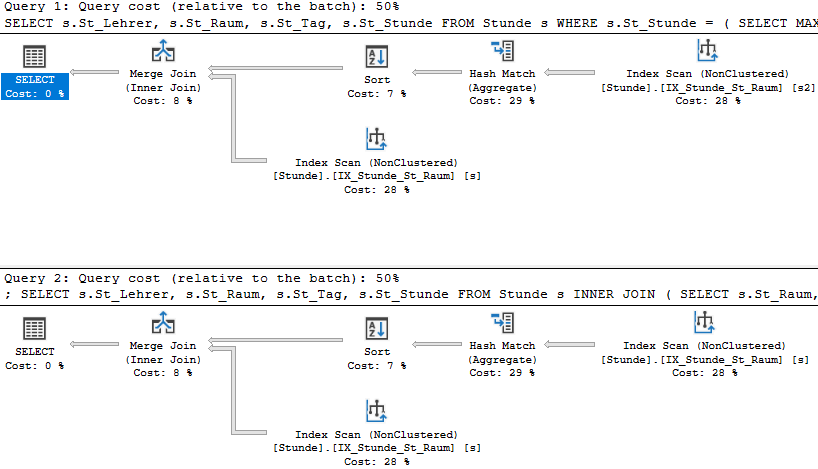 Query 1: Query cost (relative to the batch): 50%
SELECT s.St_Lehrer, s.St_Raum, s.St_Tag, s.St_Stunde FROM Stunde s WHERE s.St_Stunde = ( SELECT MAX
SELECT
Cost: 0 %
Merge Join
(Inner Join)
Cost: 8 %
Sort
Cost: 7 %
Hash Match
(Aggregate)
Cost: 29 %
Index Scan (NonClustered)
[Stunde].[IX_Stunde_St_Raum] [s2]
Cost: 28 %
Index Scan (NonClustered)
[Stunde].[IX_Stunde_St_Raum] [s]
Cost: 28 %
Query 2: Query cost (relative to the batch): 50%
; SELECT s.St_Lehrer, s.St_Raum, s.St_Tag, s.St_Stunde FROM Stunde s INNER JOIN ( SELECT s.St_Raum,
SELECT
Cost: 0 %
Merge Join
(Inner Join)
Cost: 8 %
Sort
Cost: 7 %
Hash Match
(Aggregate)
Cost: 29 %
Index Scan (NonClustered)
[Stunde].[IX_Stunde_St_Raum] [s]
Cost: 28 %
Index Scan (NonClustered)
[Stunde].[IX_Stunde_St_Raum] [s]
Cost: 28 %